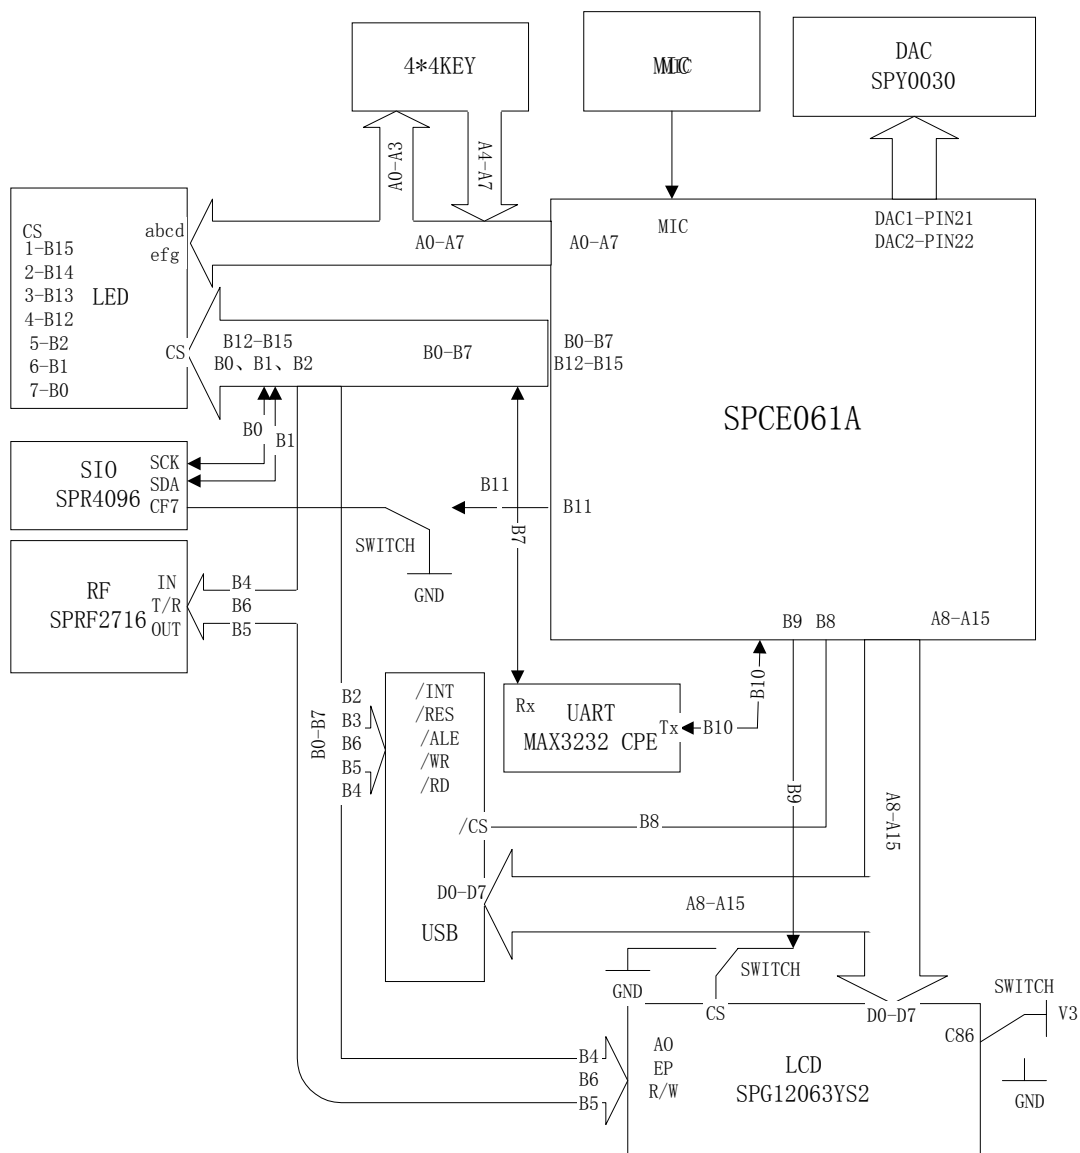 4*4KEY
MIC
DAC
SPY0030
A0-A3
A4-A7
MIC
DAC1-PIN21
DAC2-PIN22
CS
1-B15
2-B14
3-B13
4-B12
5-B2
6-B1
7-B0
LED
abcd
efg
CS
A0-A7
A0-A7
B12-B15
B0、B1、B2
B0-B7
B0-B7
B12-B15
SPCE061A
B0
B1
SIO
SPR4096
SCK
SDA
CF7
B11
B11
B7
SWITCH
GND
RF
SPRF2716
IN
T/R
OUT
B4
B6
B5
B9
B8
A8-A15
B10
B10
Rx
UART
MAX3232 CPE
Tx
B0-B7
B2
B3
B6
B5
B4
/INT
/RES
/ALE
/WR
/RD
/CS
D0-D7
USB
B8
B9
A8-A15
A8-A15
GND
SWITCH
CS
D0-D7
SWITCH
V3
C86
GND
B4
B6
B5
A0
EP
R/W
LCD
SPG12063YS2